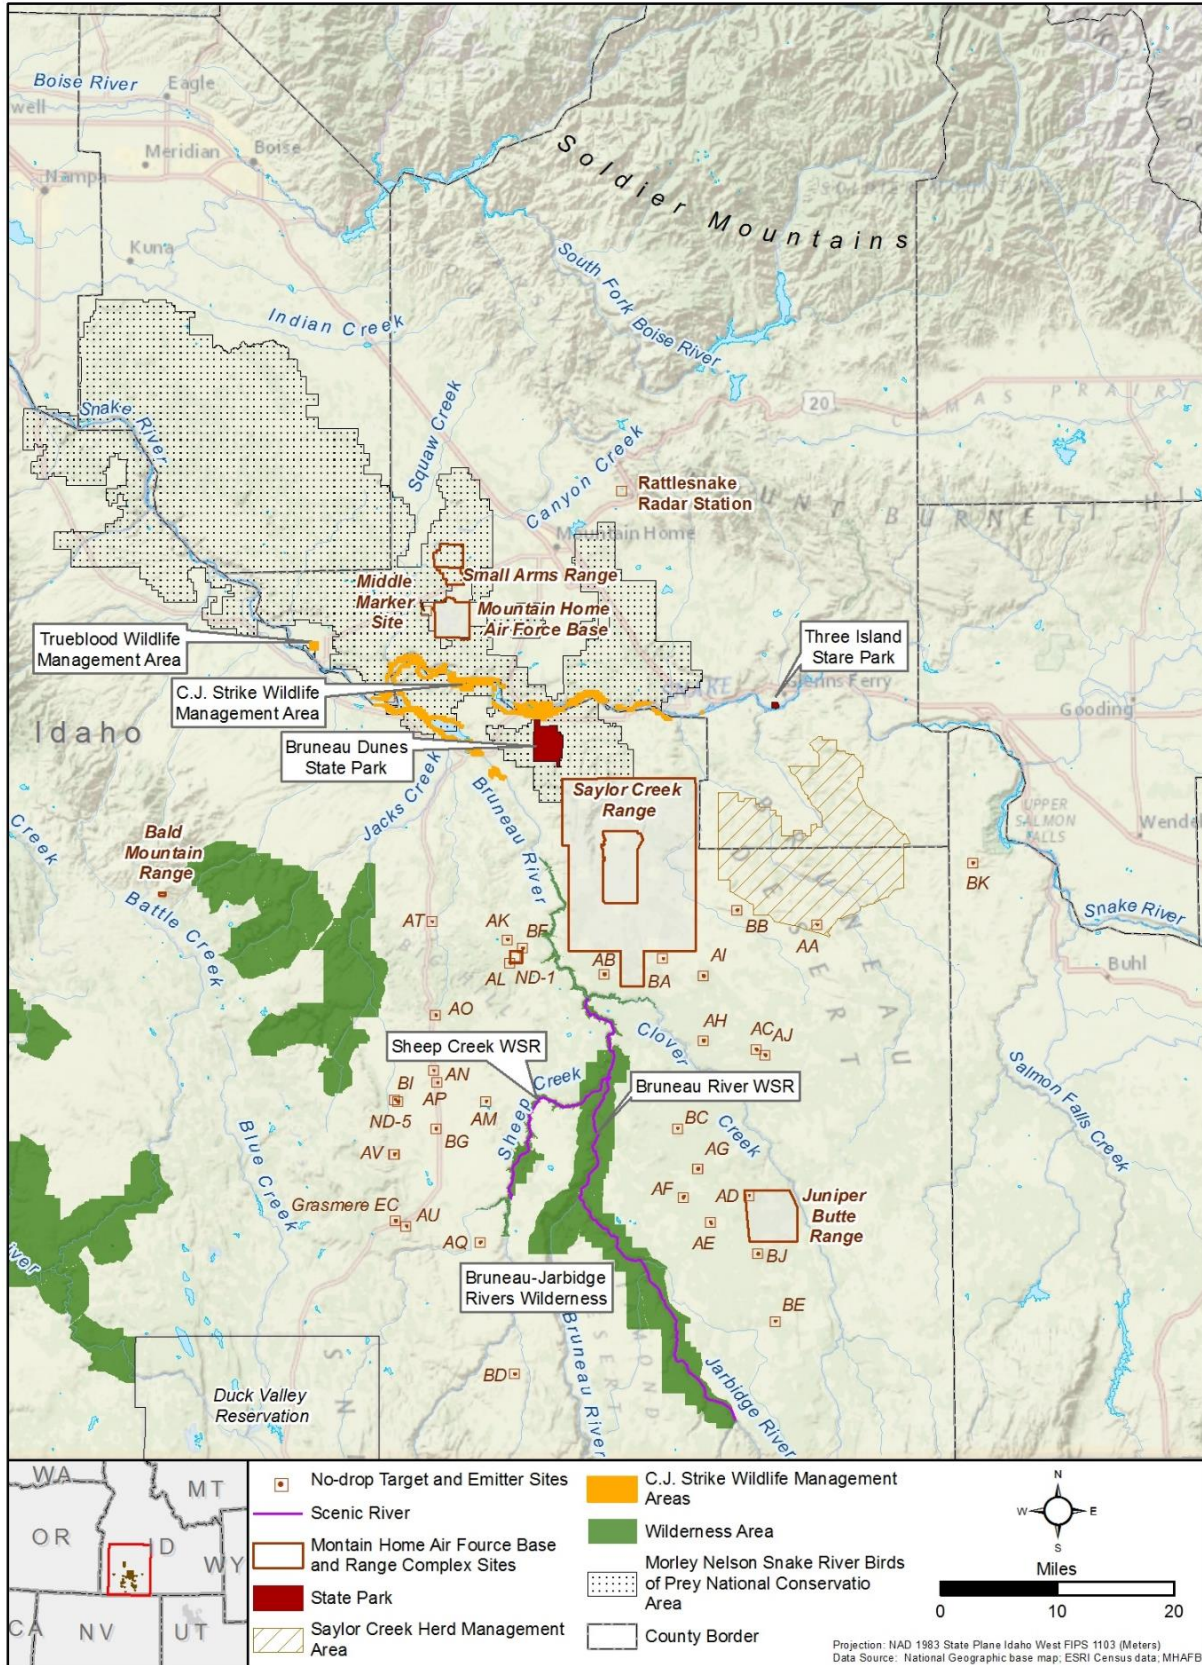 Boise River
Eagle
well
Meridian
Boise
Nampa
Kuna
Soldier Mountains
South Fork Boise River
Indian Creek
Snake River
Squaw Creek
20
CAMAS PRAIRI
Canyon Creek
Rattlesnake
Radar Station
Mountain Home
Small Arms Range
Middle
Marker
Site
Mountain Home
Air Force Base
Trueblood Wildlife
Management Area
Three Island
Stare Park
Glenns Ferry
C.J. Strike Wildlife
Management Area
Gooding
Idaho
Bruneau Dunes
State Park
Jacks Creek
Bruneau River
Saylor Creek
Range
UPPER
SALMON
FALLS
Wendel
Creek
Bald
Mountain
Range
Battle Creek
BK
Snake River
AT
AK
BF
AL
ND-1
AB
BA
AI
BB
AA
Buhl
AO
AH
AC
AJ
Clover
Creek
Sheep Creek WSR
Bruneau River WSR
Sheep Creek
Salmon Falls Creek
BI
AN
AP
ND-5
AM
BG
BC
AV
AG
Blue Creek
AF
AD
Juniper
Butte
Range
Grasmere EC
AU
AE
AQ
BJ
Bruneau-Jarbidge
Rivers Wilderness
iver
BE
Bruneau River
Jarbidge River
BD
DESERT
Duck Valley
Reservation
WA
MT
OR
ID
WY
CA
NV
UT
No-drop Target and Emitter Sites
Scenic River
Montain Home Air Fource Base
and Range Complex Sites
State Park
Saylor Creek Herd Management
Area
C.J. Strike Wildlife Management
Areas
Wilderness Area
Morley Nelson Snake River Birds
of Prey National Conservatio
Area
County Border
N
W
E
S
Miles
0
10
20
Projection: NAD 1983 State Plane Idaho West FIPS 1103 (Meters)
Data Source: National Geographic base map; ESRI Census data; MHAFB